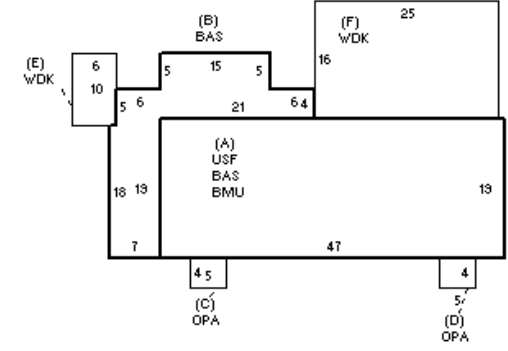 (B)
BAS
25
(F)
WDK
(E)
WDK
6
10
5
15
5
16
5
6
6 4
21
(A)
USF
BAS
BMU
18
19
19
7
47
4
5
4
5
(C)
OPA
(D)
OPA